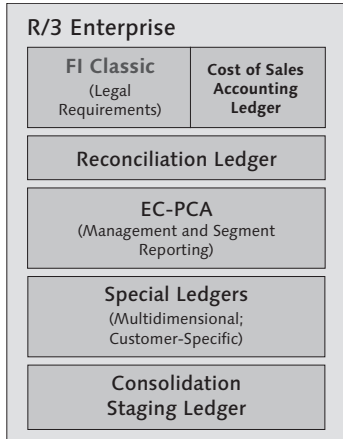 R/3 Enterprise
FI Classic
(Legal
Requirements)
Cost of Sales
Accounting
Ledger
Reconciliation Ledger
EC-PCA
(Management and Segment
Reporting)
Special Ledgers
(Multidimensional;
Customer-Specific)
Consolidation
Staging Ledger